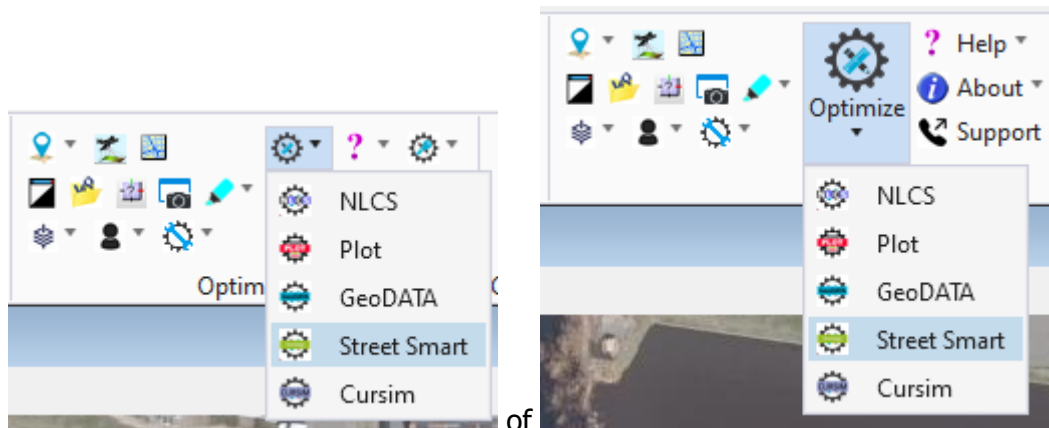 Optim
NLCS
Plot
GeoDATA
Street Smart
Cursim
of
Optimize
? Help
About
Support
NLCS
Plot
GeoDATA
Street Smart
Cursim